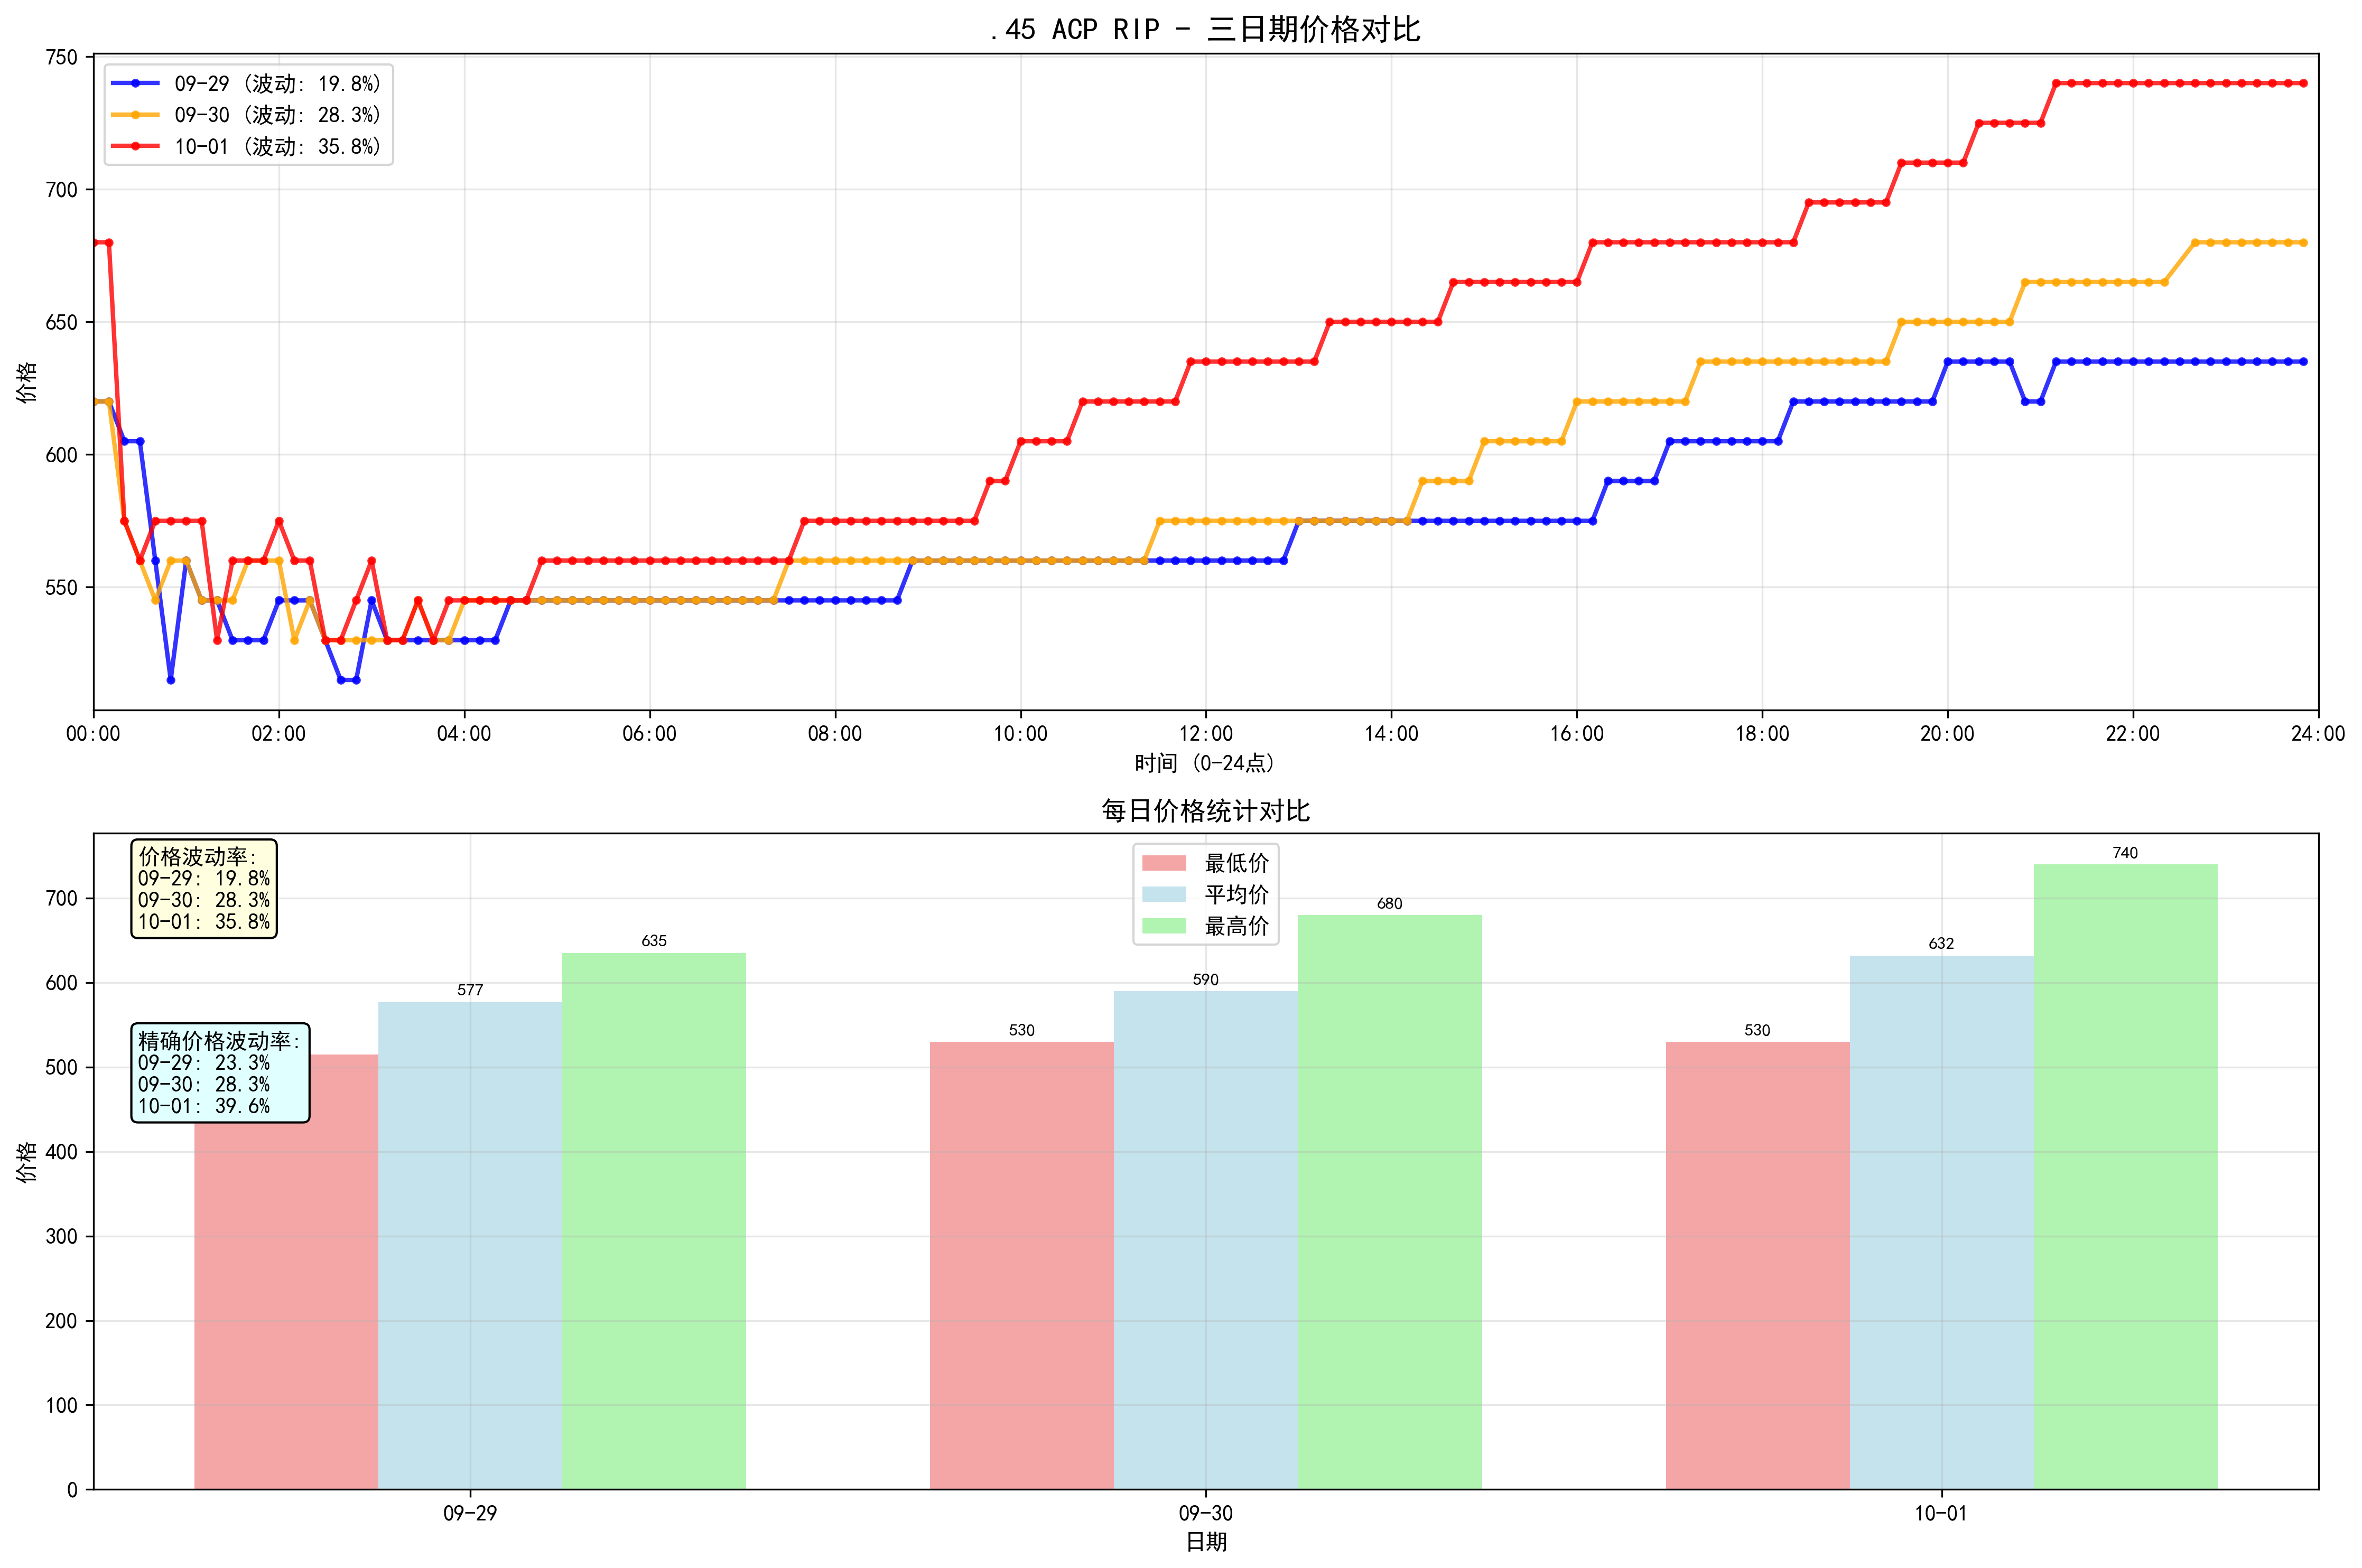 .45 ACP RIP - 三日期价格对比
750
700
650
600
550
价格
09-29 (波动: 19.8%)
09-30 (波动: 28.3%)
10-01 (波动: 35.8%)
00:00 02:00 04:00 06:00 08:00 10:00 12:00 14:00 16:00 18:00 20:00 22:00 24:00
时间 (0-24点)
每日价格统计对比
700
600
500
400
300
200
100
0
价格
价格波动率:
09-29: 19.8%
09-30: 28.3%
10-01: 35.8%
精确价格波动率:
09-29: 23.3%
09-30: 28.3%
10-01: 39.6%
最低价
平均价
最高价
577
635
530
590
680
530
632
740
09-29 09-30 10-01
日期